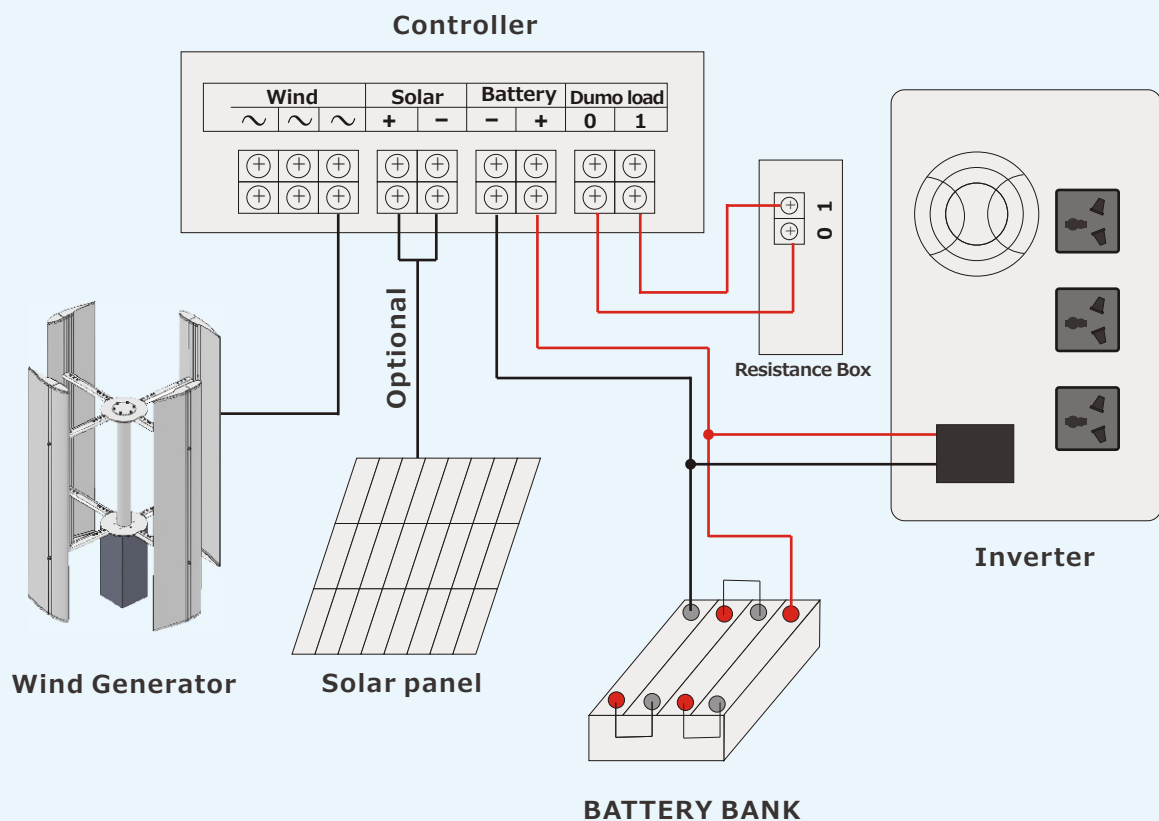 Controller
Wind Solar Battery Dumo load
~ ~ ~ + − − + 0 1
0 1
Resistance Box
Optional
Inverter
Wind Generator
Solar panel
BATTERY BANK